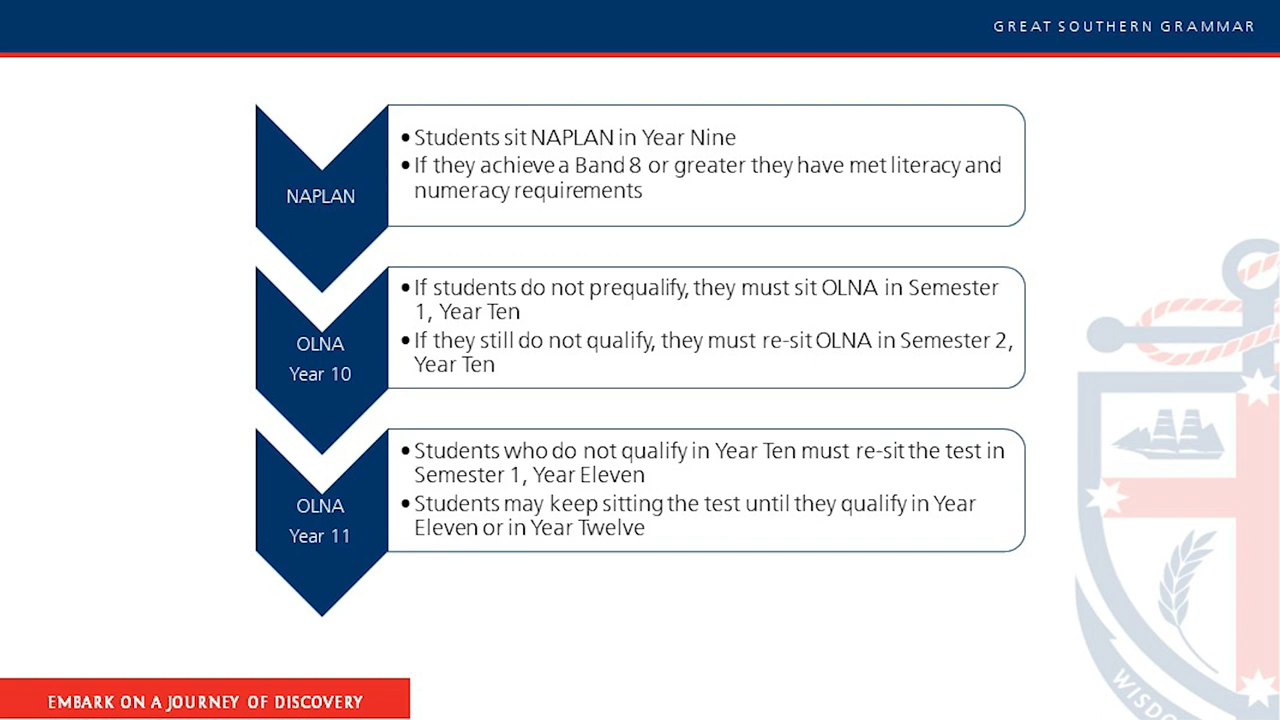 GREAT SOUTHERN GRAMMAR
NAPLAN
• Students sit NAPLAN in Year Nine
• If they achieve a Band 8 or greater they have met literacy and
numeracy requirements
OLNA
Year 10
• If students do not prequalify, they must sit OLNA in Semester
1, Year Ten
• If they still do not qualify, they must re-sit OLNA in Semester 2,
Year Ten
OLNA
Year 11
• Students who do not qualify in Year Ten must re-sit the test in
Semester 1, Year Eleven
• Students may keep sitting the test until they qualify in Year
Eleven or in Year Twelve
EMBARK ON A JOURNEY OF DISCOVERY